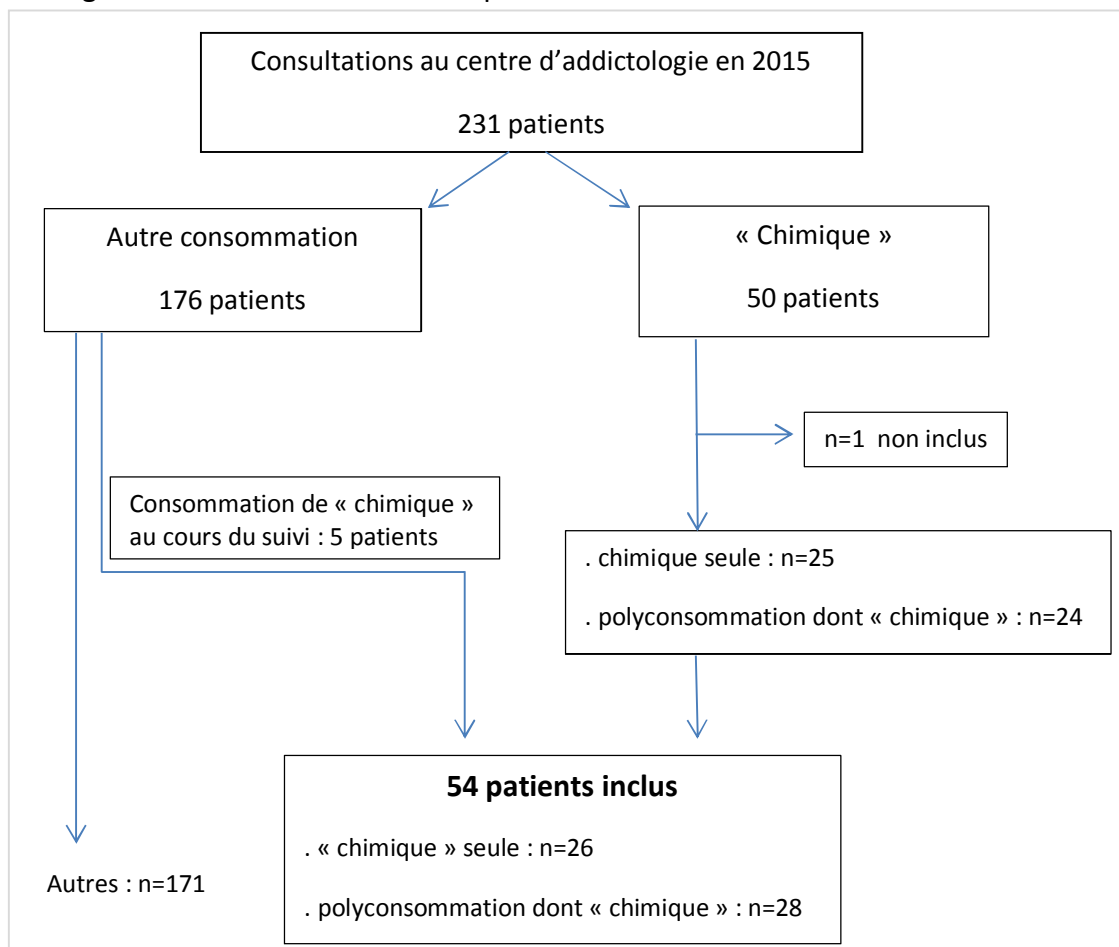 Consultations au centre d'addictologie en 2015
231 patients
Autre consommation
176 patients
« Chimique »
50 patients
n=1 non inclus
Consommation de « chimique »
au cours du suivi : 5 patients
. chimique seule : n=25
. polyconsommation dont « chimique » : n=24
54 patients inclus
. « chimique » seule : n=26
. polyconsommation dont « chimique » : n=28
Autres : n=171